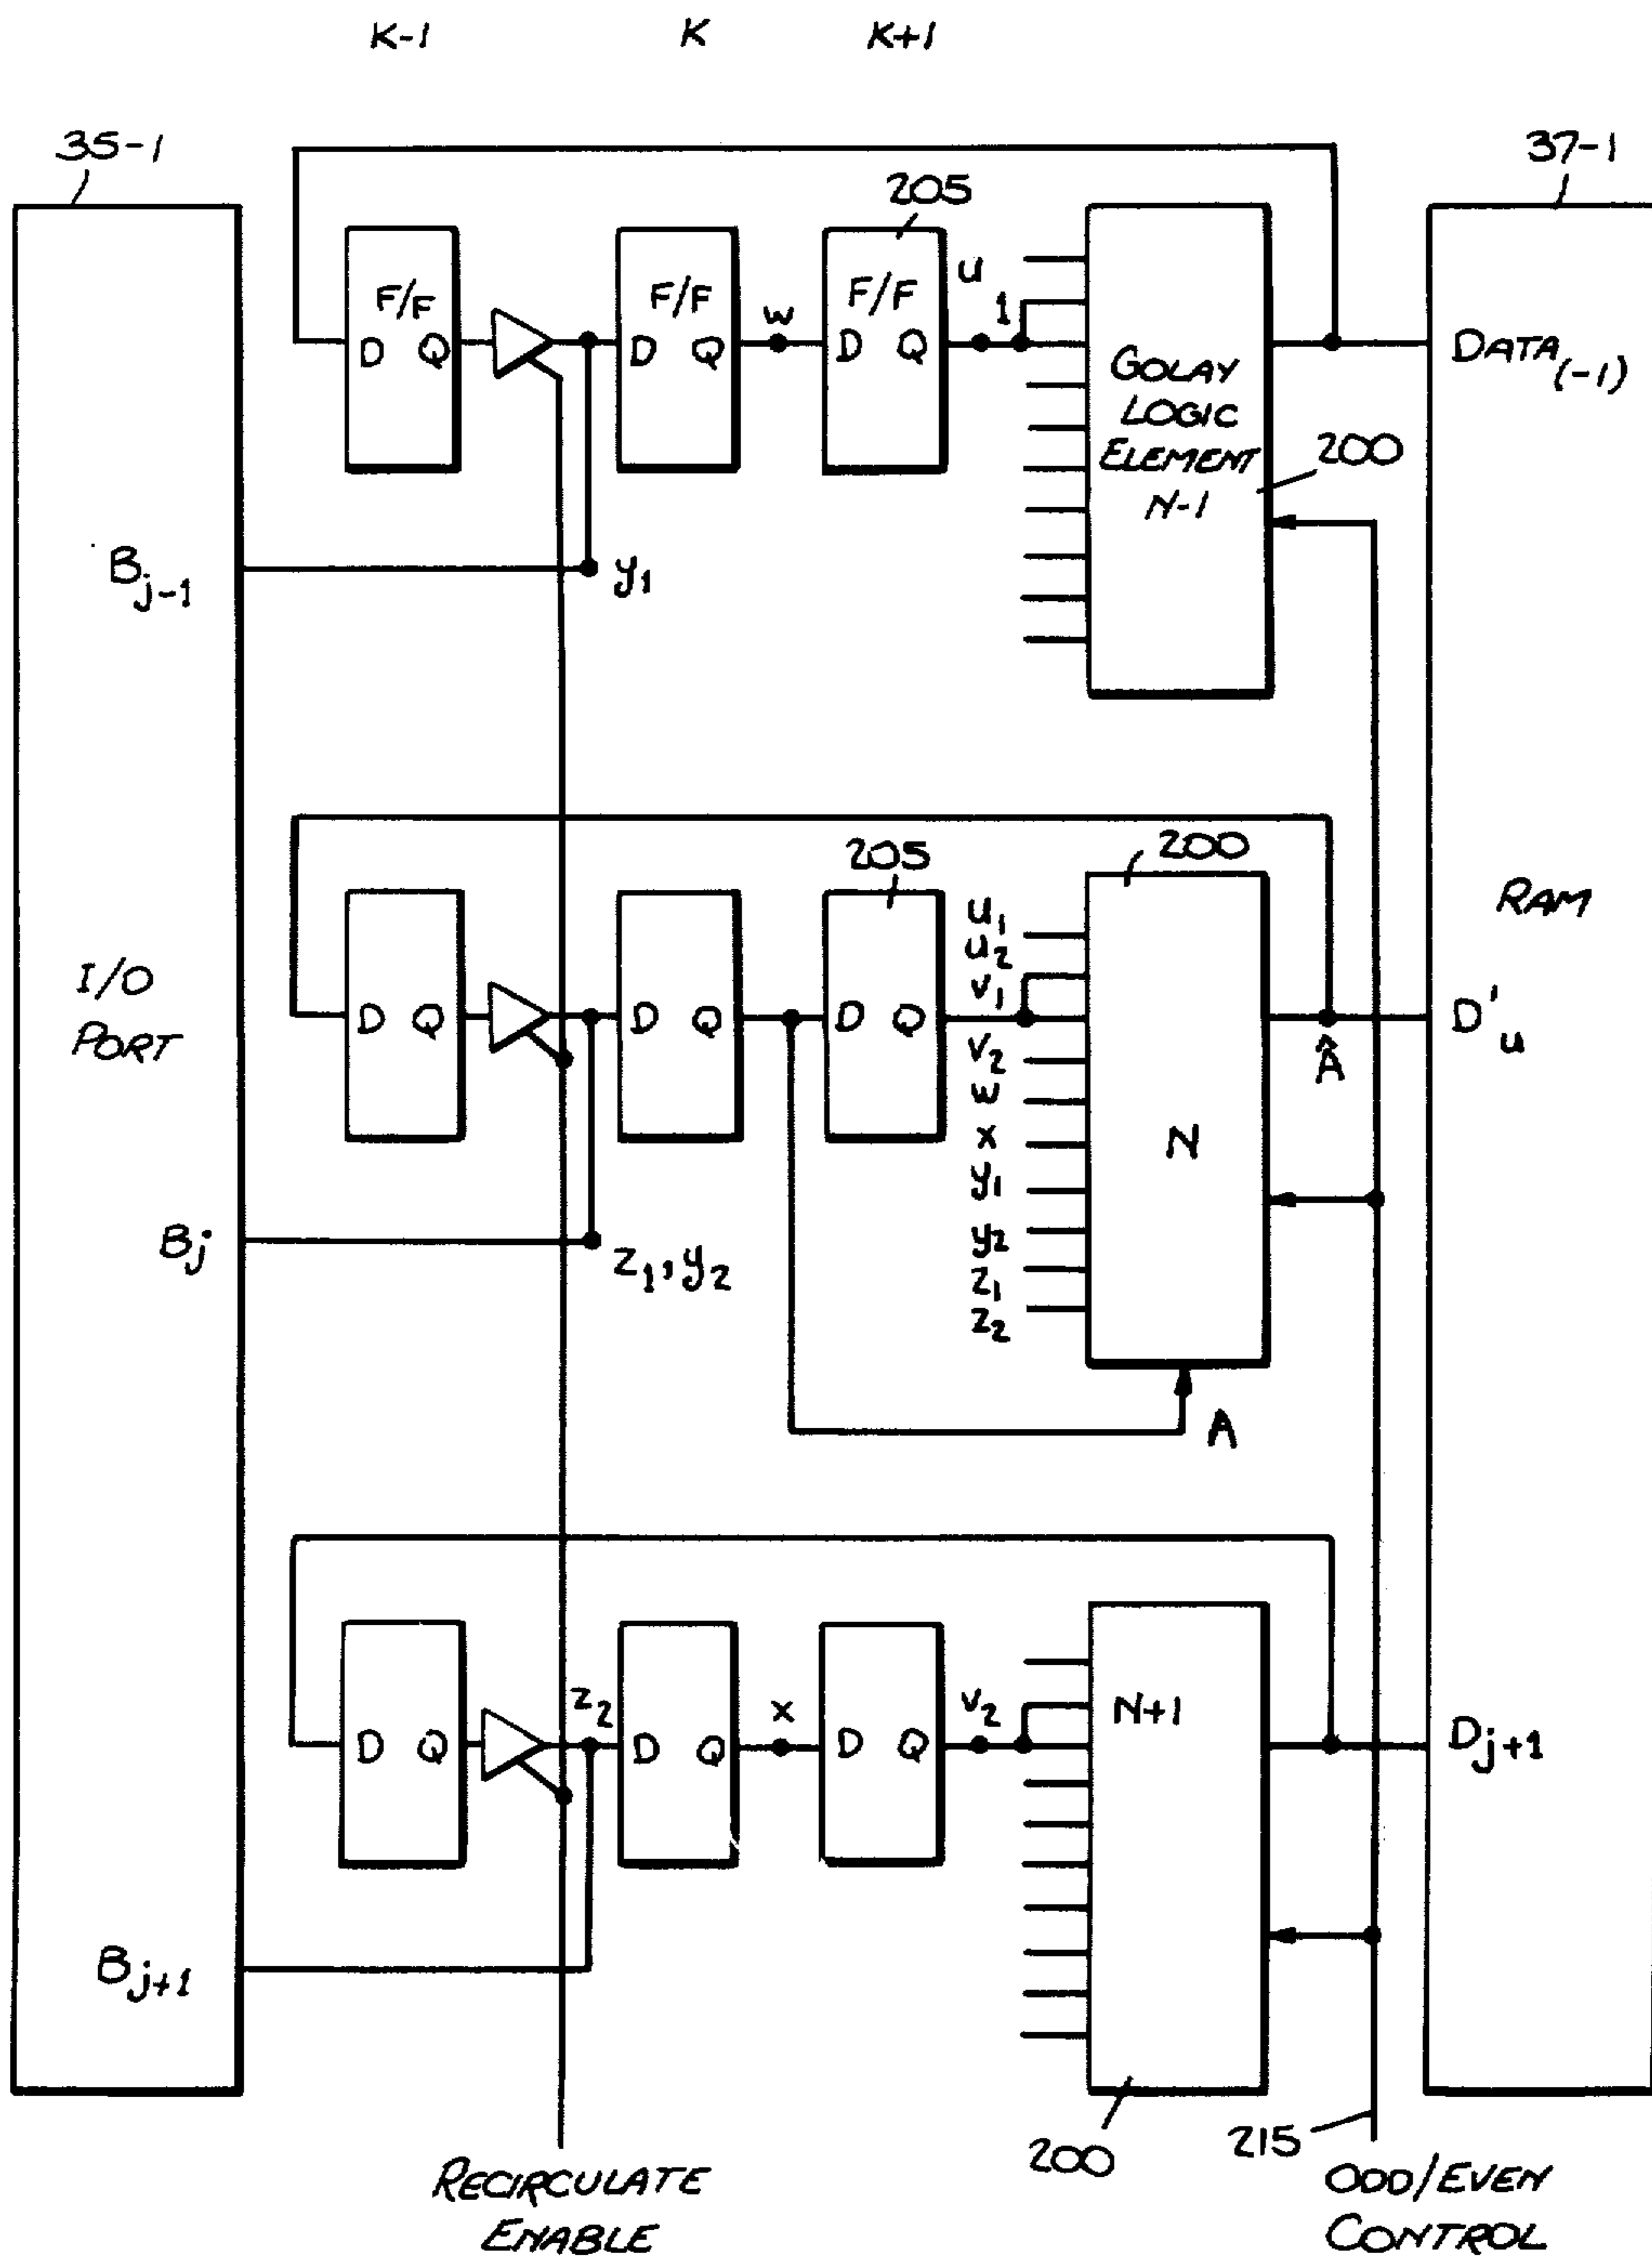 K-1 K K+1
35-1
37-1
205
F/F
D Q
F/F
D Q
w
F/F
D Q
u
1
GOLAY
LOGIC
ELEMENT
N-1
200
DATA(-1)
Bj-1
y1
205
200
RAM
I/O
PORT
D Q
D Q
D Q
u1
u2
v1
v2
w
x
y1
y2
z1
z2
N
D'u
Â
Bj
z1, y2
A
D Q
z2
D Q
x
D Q
v2
N+1
Dj+1
Bj+1
200
215
RECIRCULATE
ENABLE
ODD/EVEN
CONTROL